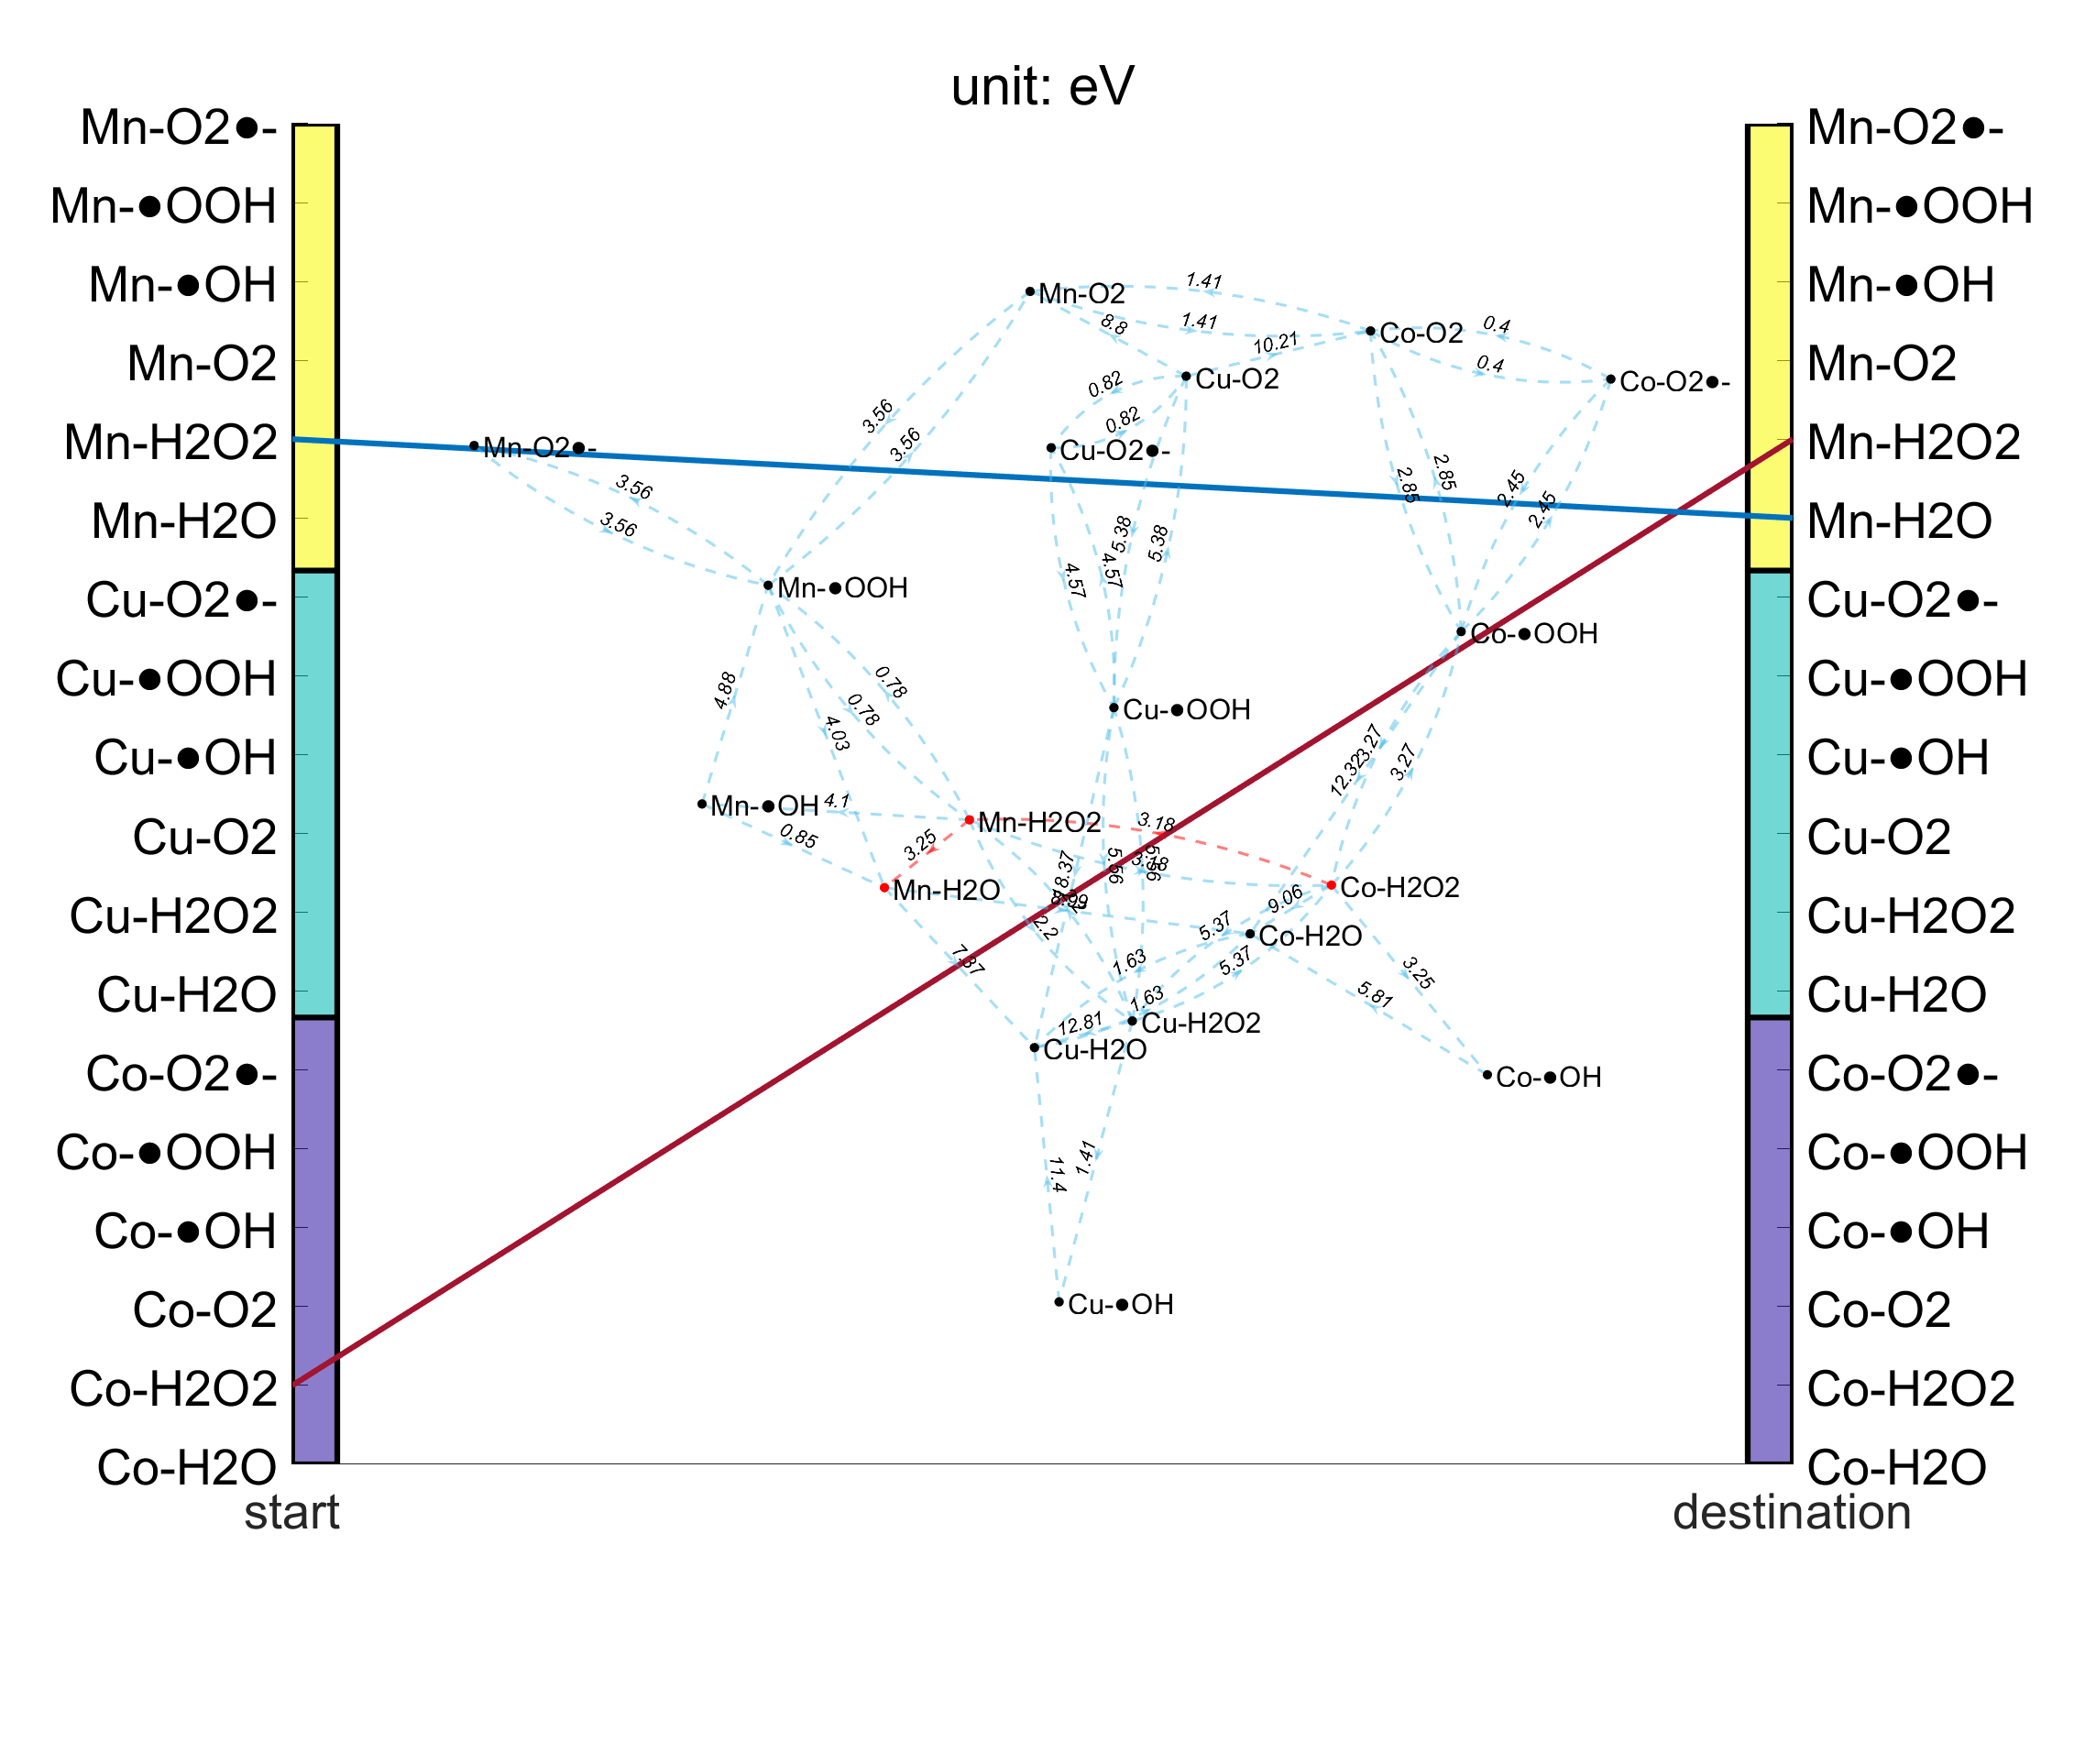 unit: eV
Mn-O2●-
Mn-●OOH
Mn-●OH
Mn-O2
Mn-H2O2
Mn-H2O
Cu-O2●-
Cu-●OOH
Cu-●OH
Cu-O2
Cu-H2O2
Cu-H2O
Co-O2●-
Co-●OOH
Co-●OH
Co-O2
Co-H2O2
Co-H2O
start
1.41
Mn-O2
1.41
8.8
10.21
Co-O2
0.4
0.4
Cu-O2
Co-O2●-
0.82
0.82
3.56
3.56
Mn-O2●-
Cu-O2●-
3.56
3.56
2.85
2.85
2.45
2.45
5.38
5.38
4.57
4.57
Mn-●OOH
Co-●OOH
4.88
0.78
0.78
4.03
Cu-●OOH
12.32
3.27
3.27
Mn-●OH
4.1
0.85
Mn-H2O2
3.18
3.25
3.18
5.56
18.37
Mn-H2O
Co-H2O2
9.06
2.2
5.37
5.37
Co-H2O
7.37
1.63
1.63
3.25
5.81
12.81
Cu-H2O2
Cu-H2O
Co-●OH
11.4
1.41
Cu-●OH
Mn-O2●-
Mn-●OOH
Mn-●OH
Mn-O2
Mn-H2O2
Mn-H2O
Cu-O2●-
Cu-●OOH
Cu-●OH
Cu-O2
Cu-H2O2
Cu-H2O
Co-O2●-
Co-●OOH
Co-●OH
Co-O2
Co-H2O2
Co-H2O
destination